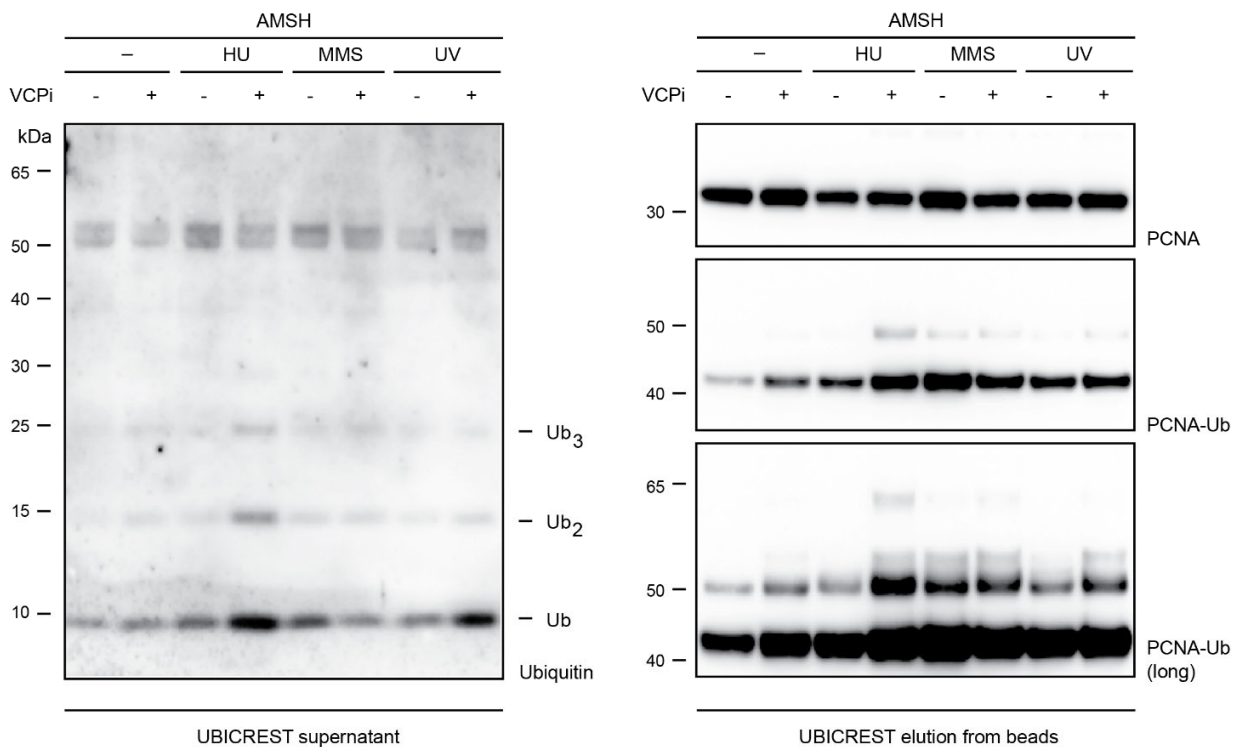 AMSH
– HU MMS UV
VCPi - + - + - + - +
kDa
65
50
40
30
25
15
10
Ub3
Ub2
Ub
Ubiquitin
UBICREST supernatant
AMSH
– HU MMS UV
VCPi - + - + - + - +
30
PCNA
50
40
PCNA-Ub
65
50
40
PCNA-Ub
(long)
UBICREST elution from beads